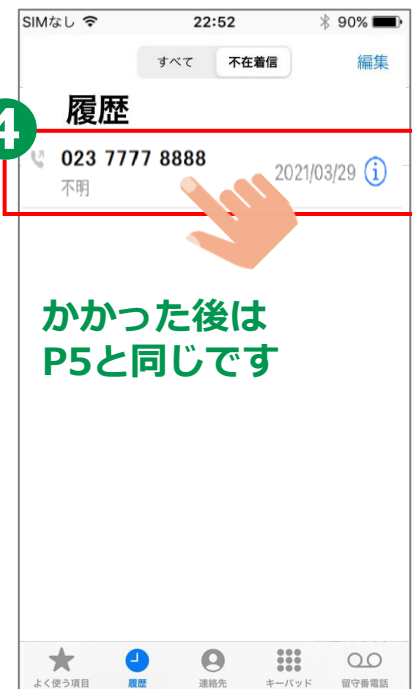 SIMなし 22:52 90%
すべて 不在着信 編集
履歴
4
023 7777 8888
不明
2021/03/29 i
かかった後は
P5と同じです
よく使う項目 履歴 連絡先 キーパッド 留守番電話